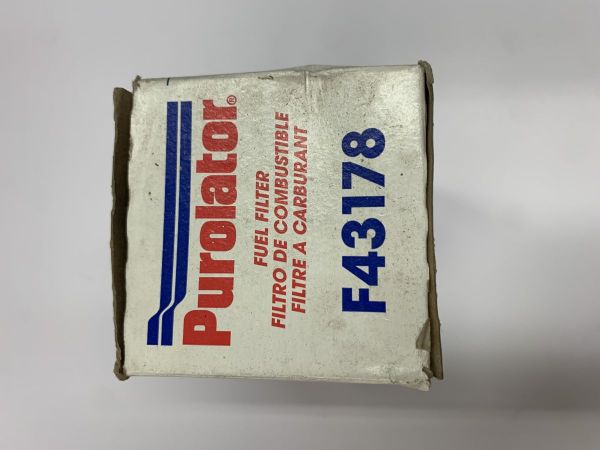 Purolator®
FUEL FILTER
FILTRO DE COMBUSTIBLE
FILTRE A CARBURANT
F43178